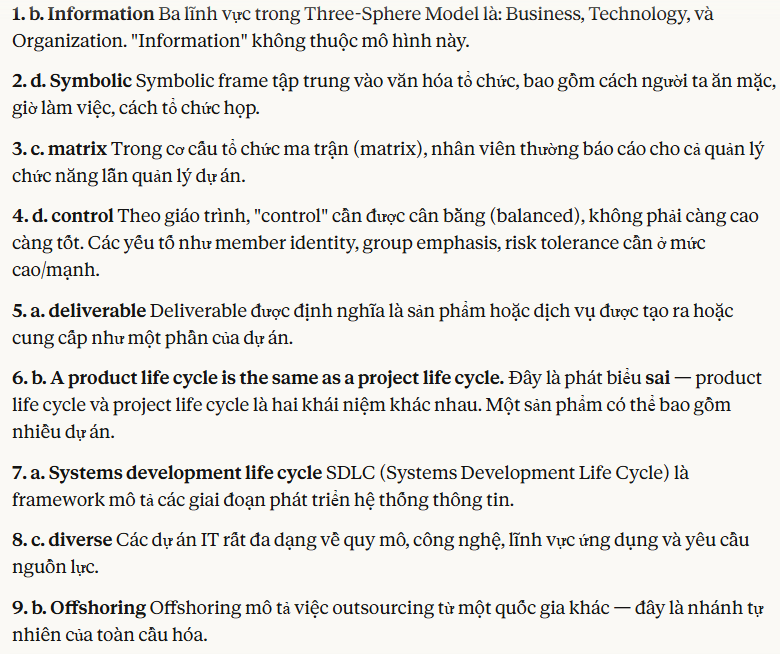 1. b. Information Ba lĩnh vực trong Three-Sphere Model là: Business, Technology, và
Organization. "Information" không thuộc mô hình này.
2. d. Symbolic Symbolic frame tập trung vào văn hóa tổ chức, bao gồm cách người ta ăn mặc,
giờ làm việc, cách tổ chức họp.
3. c. matrix Trong cơ cấu tổ chức ma trận (matrix), nhân viên thường báo cáo cho cả quản lý
chức năng lẫn quản lý dự án.
4. d. control Theo giáo trình, "control" cần được cân bằng (balanced), không phải càng cao
càng tốt. Các yếu tố như member identity, group emphasis, risk tolerance cần ở mức
cao/mạnh.
5. a. deliverable Deliverable được định nghĩa là sản phẩm hoặc dịch vụ được tạo ra hoặc
cung cấp như một phần của dự án.
6. b. A product life cycle is the same as a project life cycle. Đây là phát biểu sai — product
life cycle và project life cycle là hai khái niệm khác nhau. Một sản phẩm có thể bao gồm
nhiều dự án.
7. a. Systems development life cycle SDLC (Systems Development Life Cycle) là
framework mô tả các giai đoạn phát triển hệ thống thông tin.
8. c. diverse Các dự án IT rất đa dạng về quy mô, công nghệ, lĩnh vực ứng dụng và yêu cầu
nguồn lực.
9. b. Offshoring Offshoring mô tả việc outsourcing từ một quốc gia khác — đây là nhánh tự
nhiên của toàn cầu hóa.